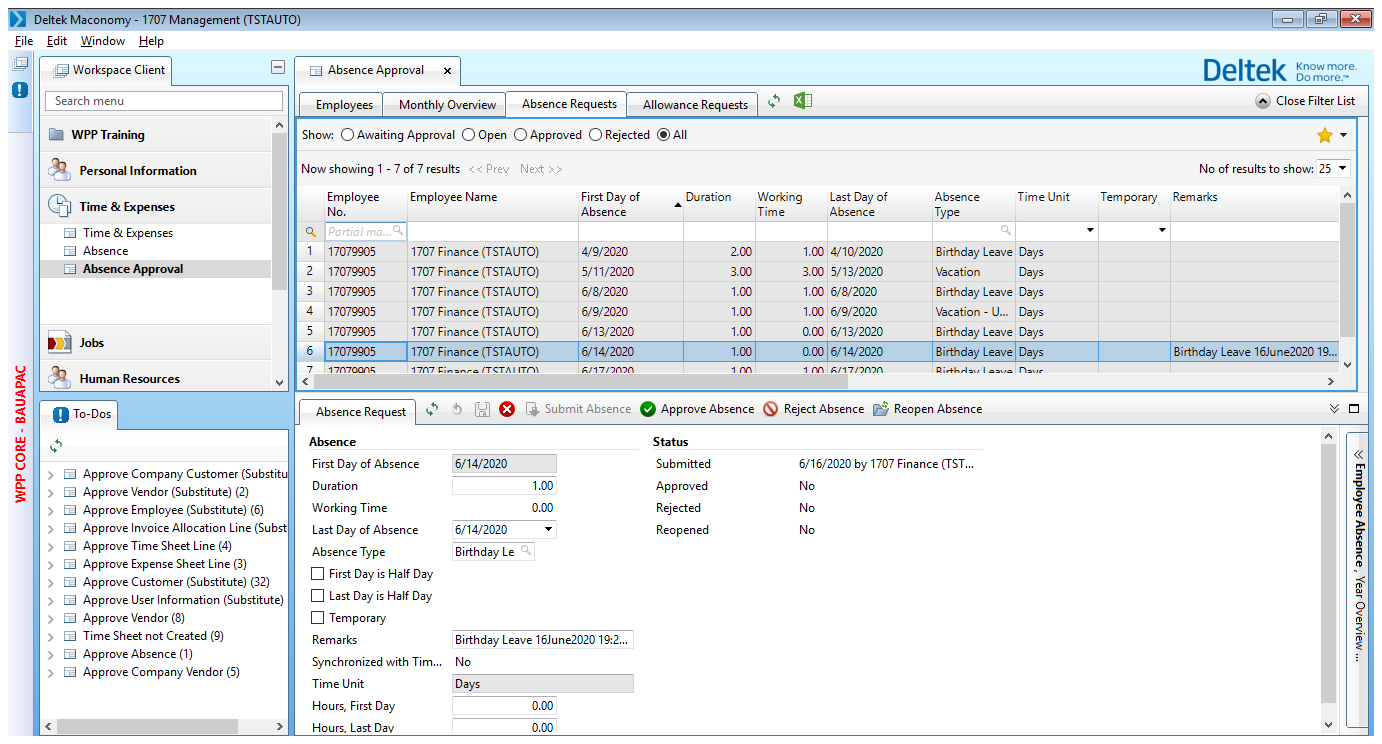 Deltek Maconomy - 1707 Management (TSTAUTO)
File Edit Window Help
WPP CORE - BAUAPAC
Workspace Client
Search menu
WPP Training
Personal Information
Time & Expenses
Time & Expenses
Absence
Absence Approval
Jobs
Human Resources
To-Dos
Approve Company Customer (Substitu
Approve Vendor (Substitute) (2)
Approve Employee (Substitute) (6)
Approve Invoice Allocation Line (Subst
Approve Time Sheet Line (4)
Approve Expense Sheet Line (3)
Approve Customer (Substitute) (32)
Approve User Information (Substitute)
Approve Vendor (8)
Time Sheet not Created (9)
Approve Absence (1)
Approve Company Vendor (5)
Absence Approval x
Deltek Know more.
Do more.™
Employees Monthly Overview Absence Requests Allowance Requests Close Filter List
Show: Awaiting Approval Open Approved Rejected All
Now showing 1 - 7 of 7 results << Prev Next >> No of results to show: 25
Employee No. Employee Name First Day of Absence Duration Working Time Last Day of Absence Absence Type Time Unit Temporary Remarks
Partial ma...
1 17079905 1707 Finance (TSTAUTO) 4/9/2020 2.00 1.00 4/10/2020 Birthday Leave Days
2 17079905 1707 Finance (TSTAUTO) 5/11/2020 3.00 3.00 5/13/2020 Vacation Days
3 17079905 1707 Finance (TSTAUTO) 6/8/2020 1.00 1.00 6/8/2020 Birthday Leave Days
4 17079905 1707 Finance (TSTAUTO) 6/9/2020 1.00 1.00 6/9/2020 Vacation - U... Days
5 17079905 1707 Finance (TSTAUTO) 6/13/2020 1.00 0.00 6/13/2020 Birthday Leave Days
6 17079905 1707 Finance (TSTAUTO) 6/14/2020 1.00 0.00 6/14/2020 Birthday Leave Days Birthday Leave 16June2020 19...
7 17079905 1707 Finance (TSTAUTO) 6/17/2020 1.00 1.00 6/17/2020 Birthday Leave Days
Absence Request Submit Absence Approve Absence Reject Absence Reopen Absence
Absence Status
First Day of Absence 6/14/2020 Submitted 6/16/2020 by 1707 Finance (TST...
Duration 1.00 Approved No
Working Time 0.00 Rejected No
Last Day of Absence 6/14/2020 Reopened No
Absence Type Birthday Le
First Day is Half Day
Last Day is Half Day
Temporary
Remarks Birthday Leave 16June2020 19:2...
Synchronized with Tim... No
Time Unit Days
Hours, First Day 0.00
Hours, Last Day 0.00
Employee Absence , Year Overview ...